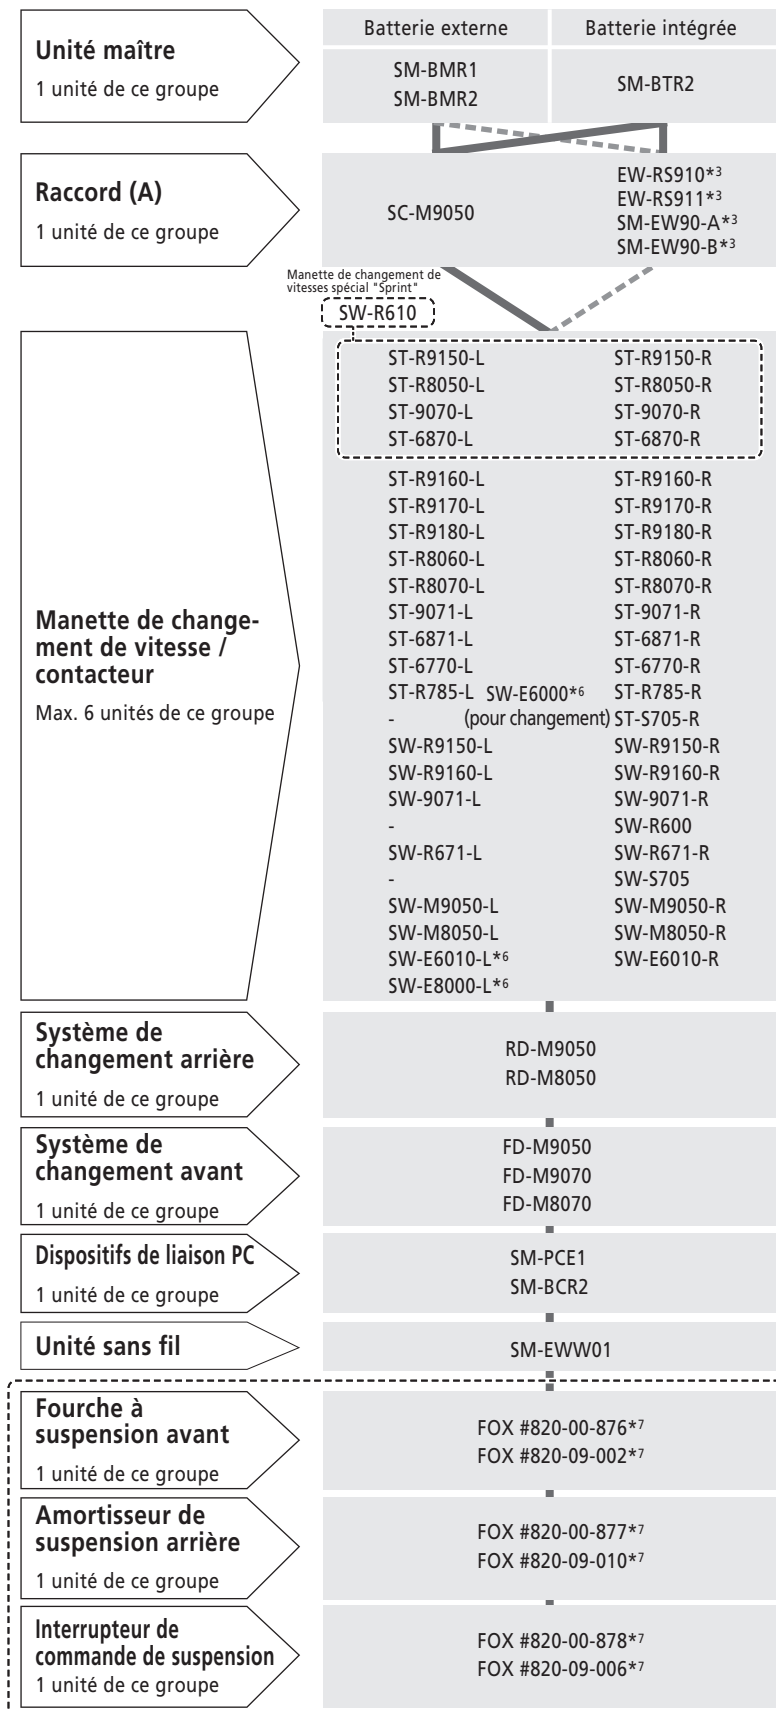 Batterie externe Batterie intégrée
Unité maître
1 unité de ce groupe
SM-BMR1
SM-BMR2
SM-BTR2
Raccord (A)
1 unité de ce groupe
SC-M9050
EW-RS910*3
EW-RS911*3
SM-EW90-A*3
SM-EW90-B*3
Manette de changement de
vitesses spécial "Sprint"
SW-R610
Manette de change-
ment de vitesse /
contacteur
Max. 6 unités de ce groupe
ST-R9150-L ST-R9150-R
ST-R8050-L ST-R8050-R
ST-9070-L ST-9070-R
ST-6870-L ST-6870-R
ST-R9160-L ST-R9160-R
ST-R9170-L ST-R9170-R
ST-R9180-L ST-R9180-R
ST-R8060-L ST-R8060-R
ST-R8070-L ST-R8070-R
ST-9071-L ST-9071-R
ST-6871-L ST-6871-R
ST-6770-L ST-6770-R
ST-R785-L SW-E6000*6 ST-R785-R
- (pour changement) ST-S705-R
SW-R9150-L SW-R9150-R
SW-R9160-L SW-R9160-R
SW-9071-L SW-9071-R
- SW-R600
SW-R671-L SW-R671-R
- SW-S705
SW-M9050-L SW-M9050-R
SW-M8050-L SW-M8050-R
SW-E6010-L*6 SW-E6010-R
SW-E8000-L*6
Système de
changement arrière
1 unité de ce groupe
RD-M9050
RD-M8050
Système de
changement avant
1 unité de ce groupe
FD-M9050
FD-M9070
FD-M8070
Dispositifs de liaison PC
1 unité de ce groupe
SM-PCE1
SM-BCR2
Unité sans fil
SM-EWW01
Fourche à
suspension avant
1 unité de ce groupe
FOX #820-00-876*7
FOX #820-09-002*7
Amortisseur de
suspension arrière
1 unité de ce groupe
FOX #820-00-877*7
FOX #820-09-010*7
Interrupteur de
commande de suspension
1 unité de ce groupe
FOX #820-00-878*7
FOX #820-09-006*7